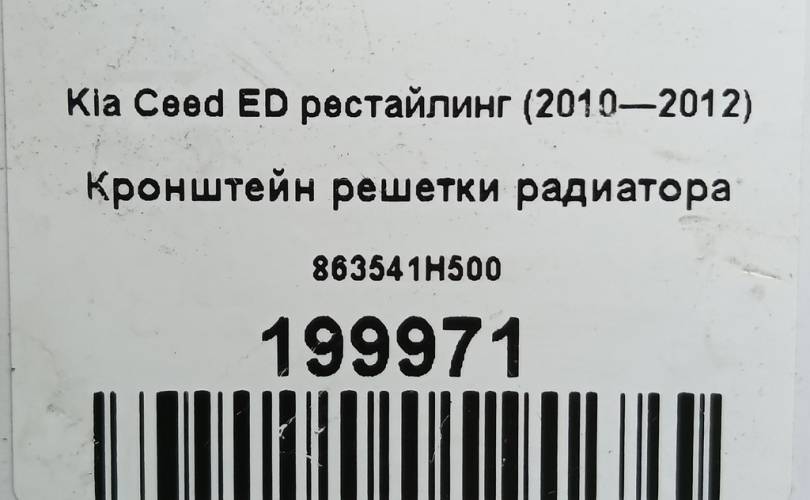 Kia Ceed ED рестайлинг (2010—2012)
Кронштейн решетки радиатора
863541H500
199971